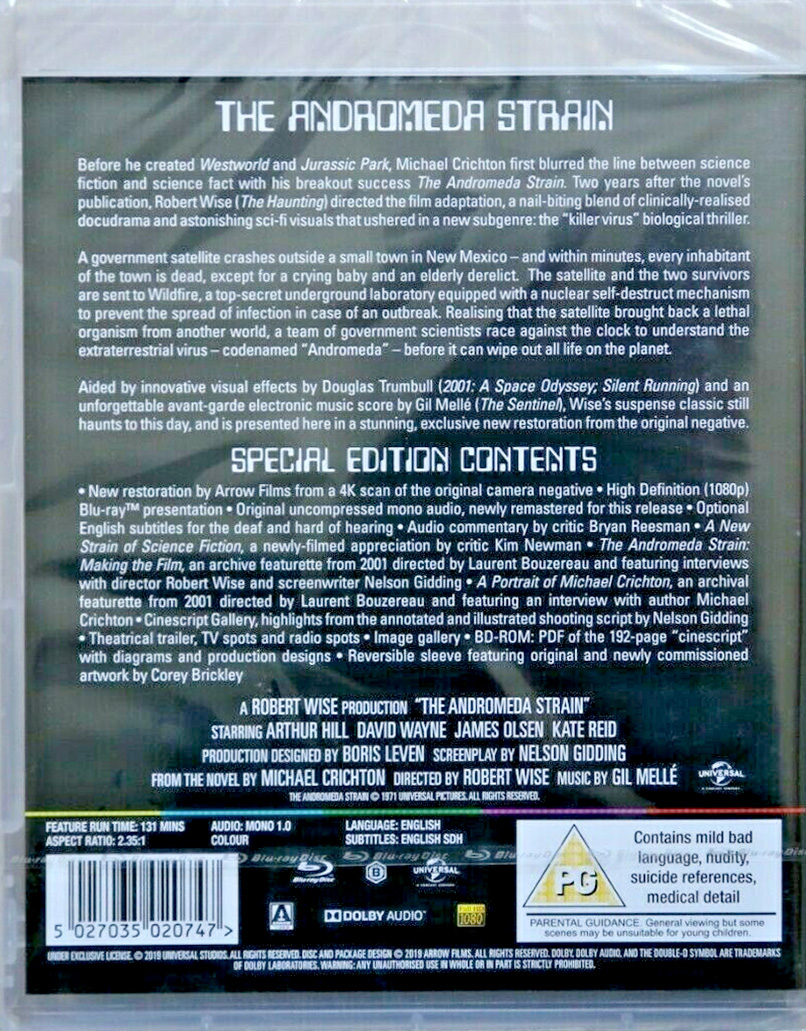 THE ANDROMEDA STRAIN
Before he created Westworld and Jurassic Park, Michael Crichton first blurred the line between science
fiction and science fact with his breakout success The Andromeda Strain. Two years after the novel's
publication, Robert Wise (The Haunting) directed the film adaptation, a nail-biting blend of clinically-realised
docudrama and astonishing sci-fi visuals that ushered in a new subgenre: the "killer virus" biological thriller.
A government satellite crashes outside a small town in New Mexico – and within minutes, every inhabitant
of the town is dead, except for a crying baby and an elderly derelict. The satellite and the two survivors
are sent to Wildfire, a top-secret underground laboratory equipped with a nuclear self-destruct mechanism
to prevent the spread of infection in case of an outbreak. Realising that the satellite brought back a lethal
organism from another world, a team of government scientists race against the clock to understand the
extraterrestrial virus – codenamed "Andromeda" – before it can wipe out all life on the planet.
Aided by innovative visual effects by Douglas Trumbull (2001: A Space Odyssey; Silent Running) and an
unforgettable avant-garde electronic music score by Gil Mellé (The Sentinel), Wise's suspense classic still
haunts to this day, and is presented here in a stunning, exclusive new restoration from the original negative.
SPECIAL EDITION CONTENTS
• New restoration by Arrow Films from a 4K scan of the original camera negative • High Definition (1080p)
Blu-ray™ presentation • Original uncompressed mono audio, newly remastered for this release • Optional
English subtitles for the deaf and hard of hearing • Audio commentary by critic Bryan Reesman • A New
Strain of Science Fiction, a newly-filmed appreciation by critic Kim Newman • The Andromeda Strain:
Making the Film, an archive featurette from 2001 directed by Laurent Bouzereau and featuring interviews
with director Robert Wise and screenwriter Nelson Gidding • A Portrait of Michael Crichton, an archival
featurette from 2001 directed by Laurent Bouzereau and featuring an interview with author Michael
Crichton • Cinescript Gallery, highlights from the annotated and illustrated shooting script by Nelson Gidding
• Theatrical trailer, TV spots and radio spots • Image gallery • BD-ROM: PDF of the 192-page "cinescript"
with diagrams and production designs • Reversible sleeve featuring original and newly commissioned
artwork by Corey Brickley
A ROBERT WISE PRODUCTION "THE ANDROMEDA STRAIN"
STARRING ARTHUR HILL DAVID WAYNE JAMES OLSEN KATE REID
PRODUCTION DESIGNED BY BORIS LEVEN SCREENPLAY BY NELSON GIDDING
FROM THE NOVEL BY MICHAEL CRICHTON DIRECTED BY ROBERT WISE MUSIC BY GIL MELLÉ
UNIVERSAL
THE ANDROMEDA STRAIN © 1971 UNIVERSAL PICTURES. ALL RIGHTS RESERVED.
FEATURE RUN TIME: 131 MINS AUDIO: MONO 1.0 LANGUAGE: ENGLISH
ASPECT RATIO: 2.35:1 COLOUR SUBTITLES: ENGLISH SDH
Blu-ray Disc Blu-ray Disc Blu-ray Disc
Blu-ray Disc B UNIVERSAL
DOLBY AUDIO™ 1080
5 027035 020747 >
PG
Contains mild bad
language, nudity,
suicide references,
medical detail
PARENTAL GUIDANCE. General viewing but some
scenes may be unsuitable for young children.
UNDER EXCLUSIVE LICENSE. © 2019 UNIVERSAL STUDIOS. ALL RIGHTS RESERVED. DISC AND PACKAGE DESIGN © 2019 ARROW FILMS. ALL RIGHTS RESERVED. DOLBY, DOLBY AUDIO, AND THE DOUBLE-D SYMBOL ARE TRADEMARKS
OF DOLBY LABORATORIES. WARNING: ANY UNAUTHORISED USE IN WHOLE OR IN PART IS STRICTLY PROHIBITED.